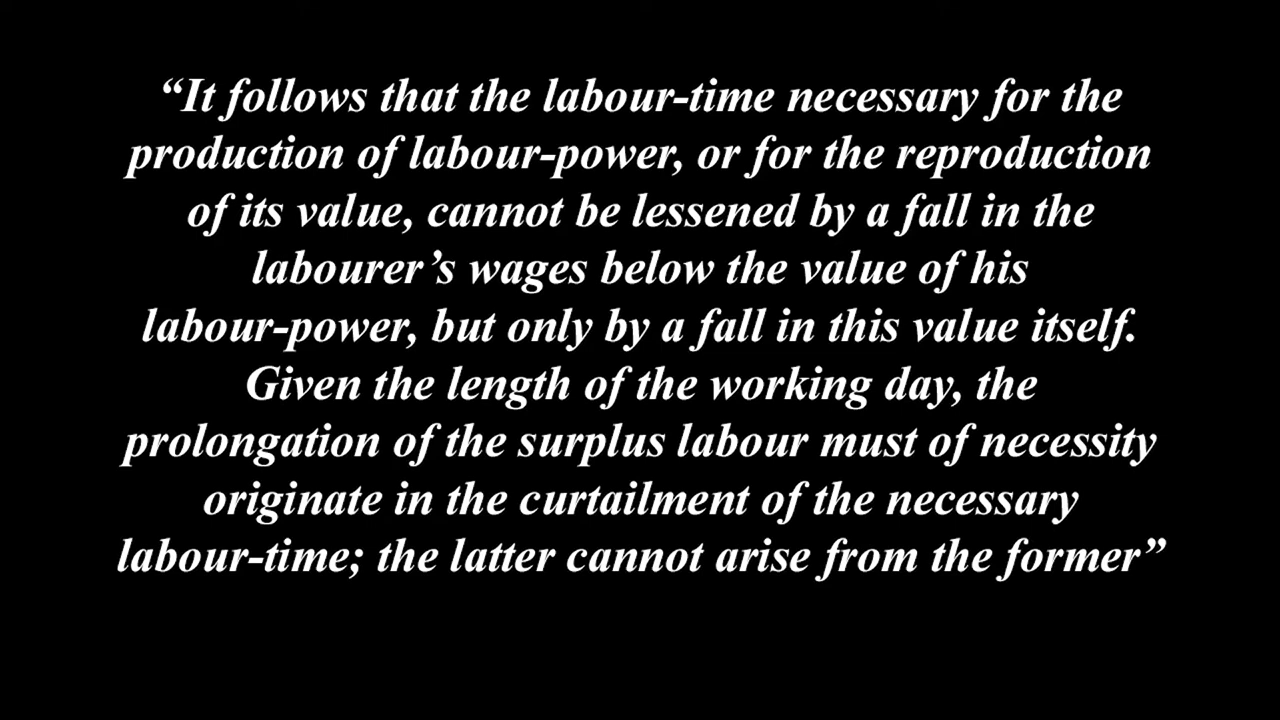 “It follows that the labour-time necessary for the
production of labour-power, or for the reproduction
of its value, cannot be lessened by a fall in the
labourer’s wages below the value of his
labour-power, but only by a fall in this value itself.
Given the length of the working day, the
prolongation of the surplus labour must of necessity
originate in the curtailment of the necessary
labour-time; the latter cannot arise from the former”